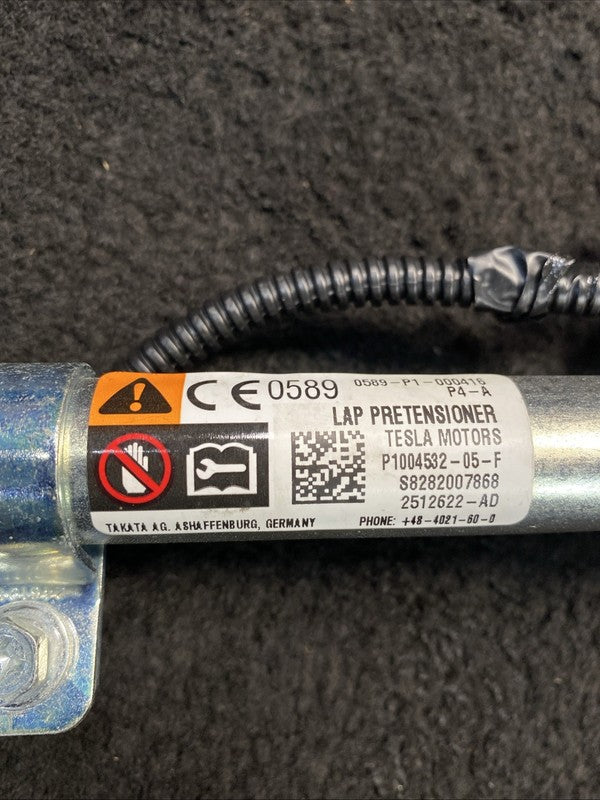 CE 0589 0589-P1-000416
P4-A
LAP PRETENSIONER
TESLA MOTORS
P1004532-05-F
S8282007868
2512622-AD
TAKATA AG. ASHAFFENBURG, GERMANY PHONE: +48-4021-60-0